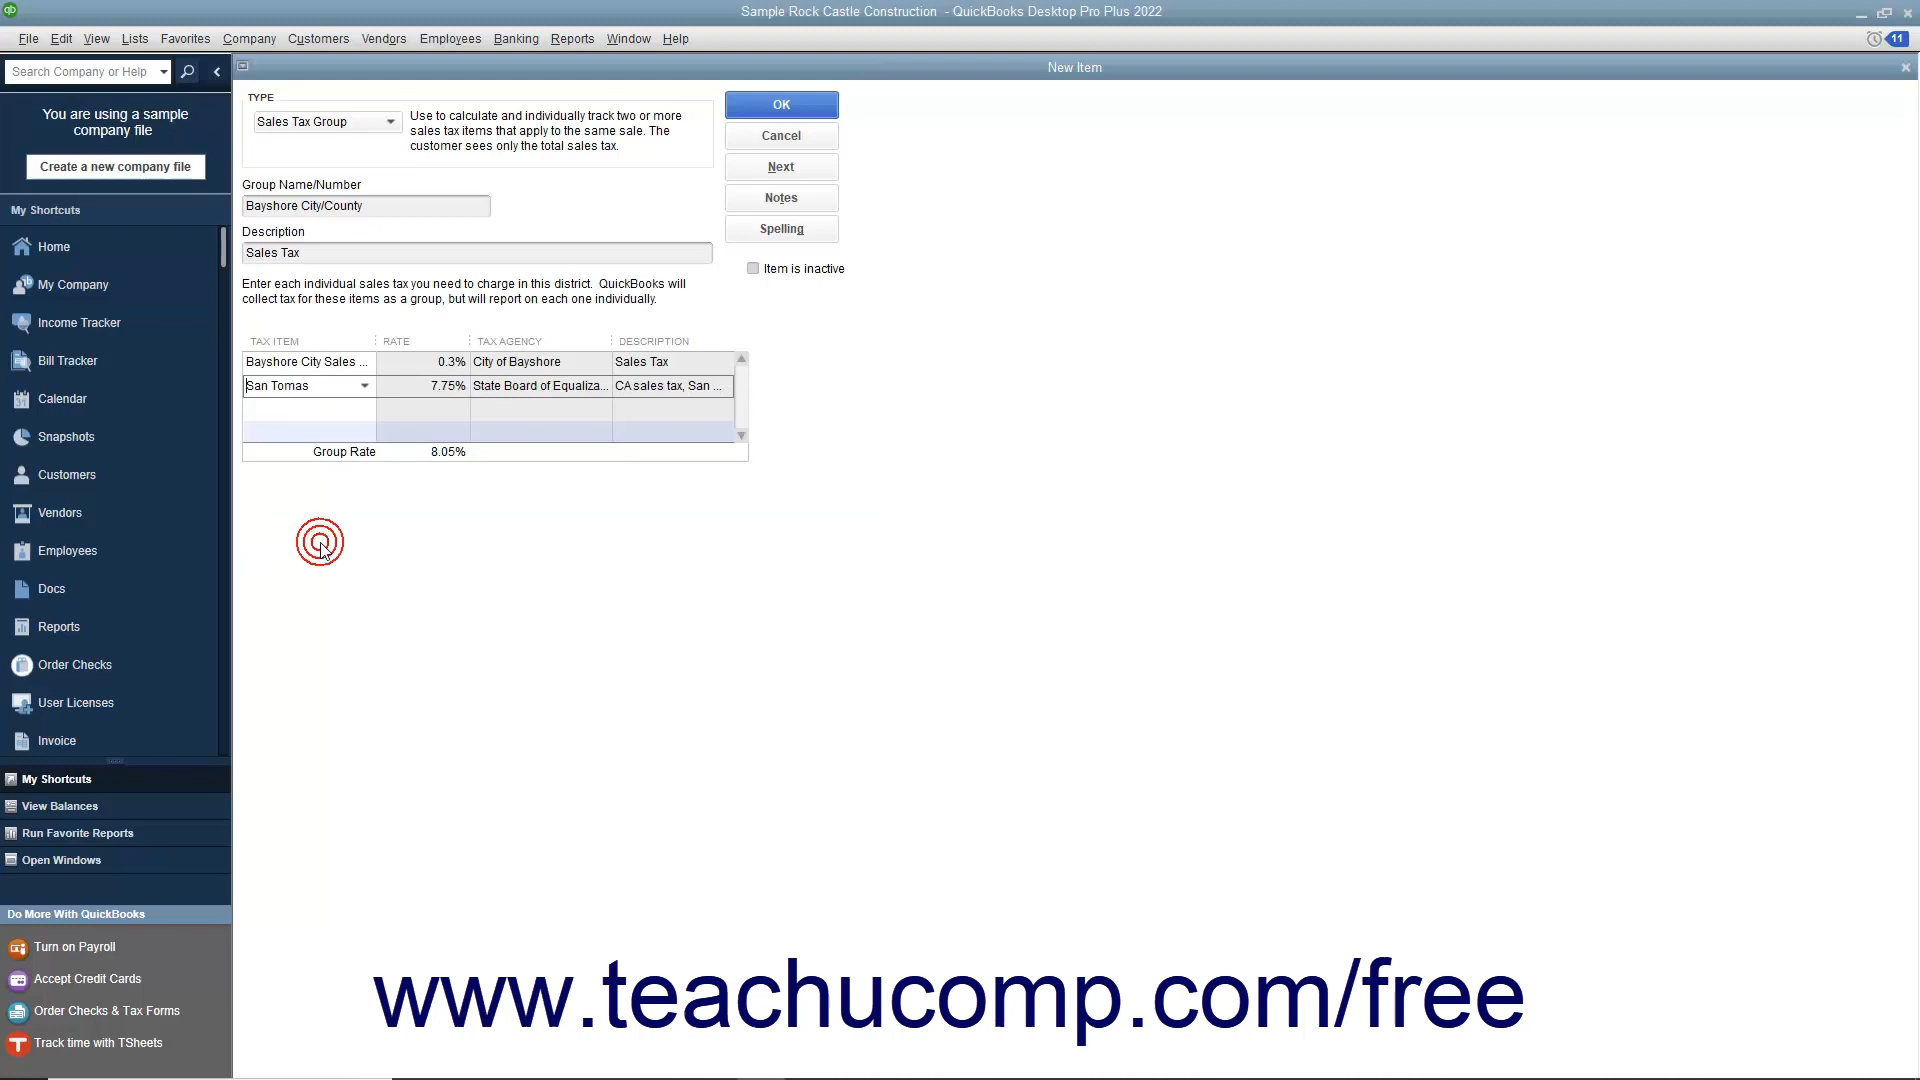 Sample Rock Castle Construction - QuickBooks Desktop Pro Plus 2022
File Edit View Lists Favorites Company Customers Vendors Employees Banking Reports Window Help
11
Search Company or Help
New Item
You are using a sample
company file
Create a new company file
My Shortcuts
Home
My Company
Income Tracker
Bill Tracker
Calendar
Snapshots
Customers
Vendors
Employees
Docs
Reports
Order Checks
User Licenses
Invoice
My Shortcuts
View Balances
Run Favorite Reports
Open Windows
Do More With QuickBooks
Turn on Payroll
Accept Credit Cards
Order Checks & Tax Forms
Track time with TSheets
TYPE
Sales Tax Group
Use to calculate and individually track two or more
sales tax items that apply to the same sale. The
customer sees only the total sales tax.
OK
Cancel
Next
Notes
Spelling
Item is inactive
Group Name/Number
Bayshore City/County
Description
Sales Tax
Enter each individual sales tax you need to charge in this district. QuickBooks will
collect tax for these items as a group, but will report on each one individually.
TAX ITEM RATE TAX AGENCY DESCRIPTION
Bayshore City Sales ... 0.3% City of Bayshore Sales Tax
San Tomas 7.75% State Board of Equaliza... CA sales tax, San ...
Group Rate 8.05%
www.teachucomp.com/free